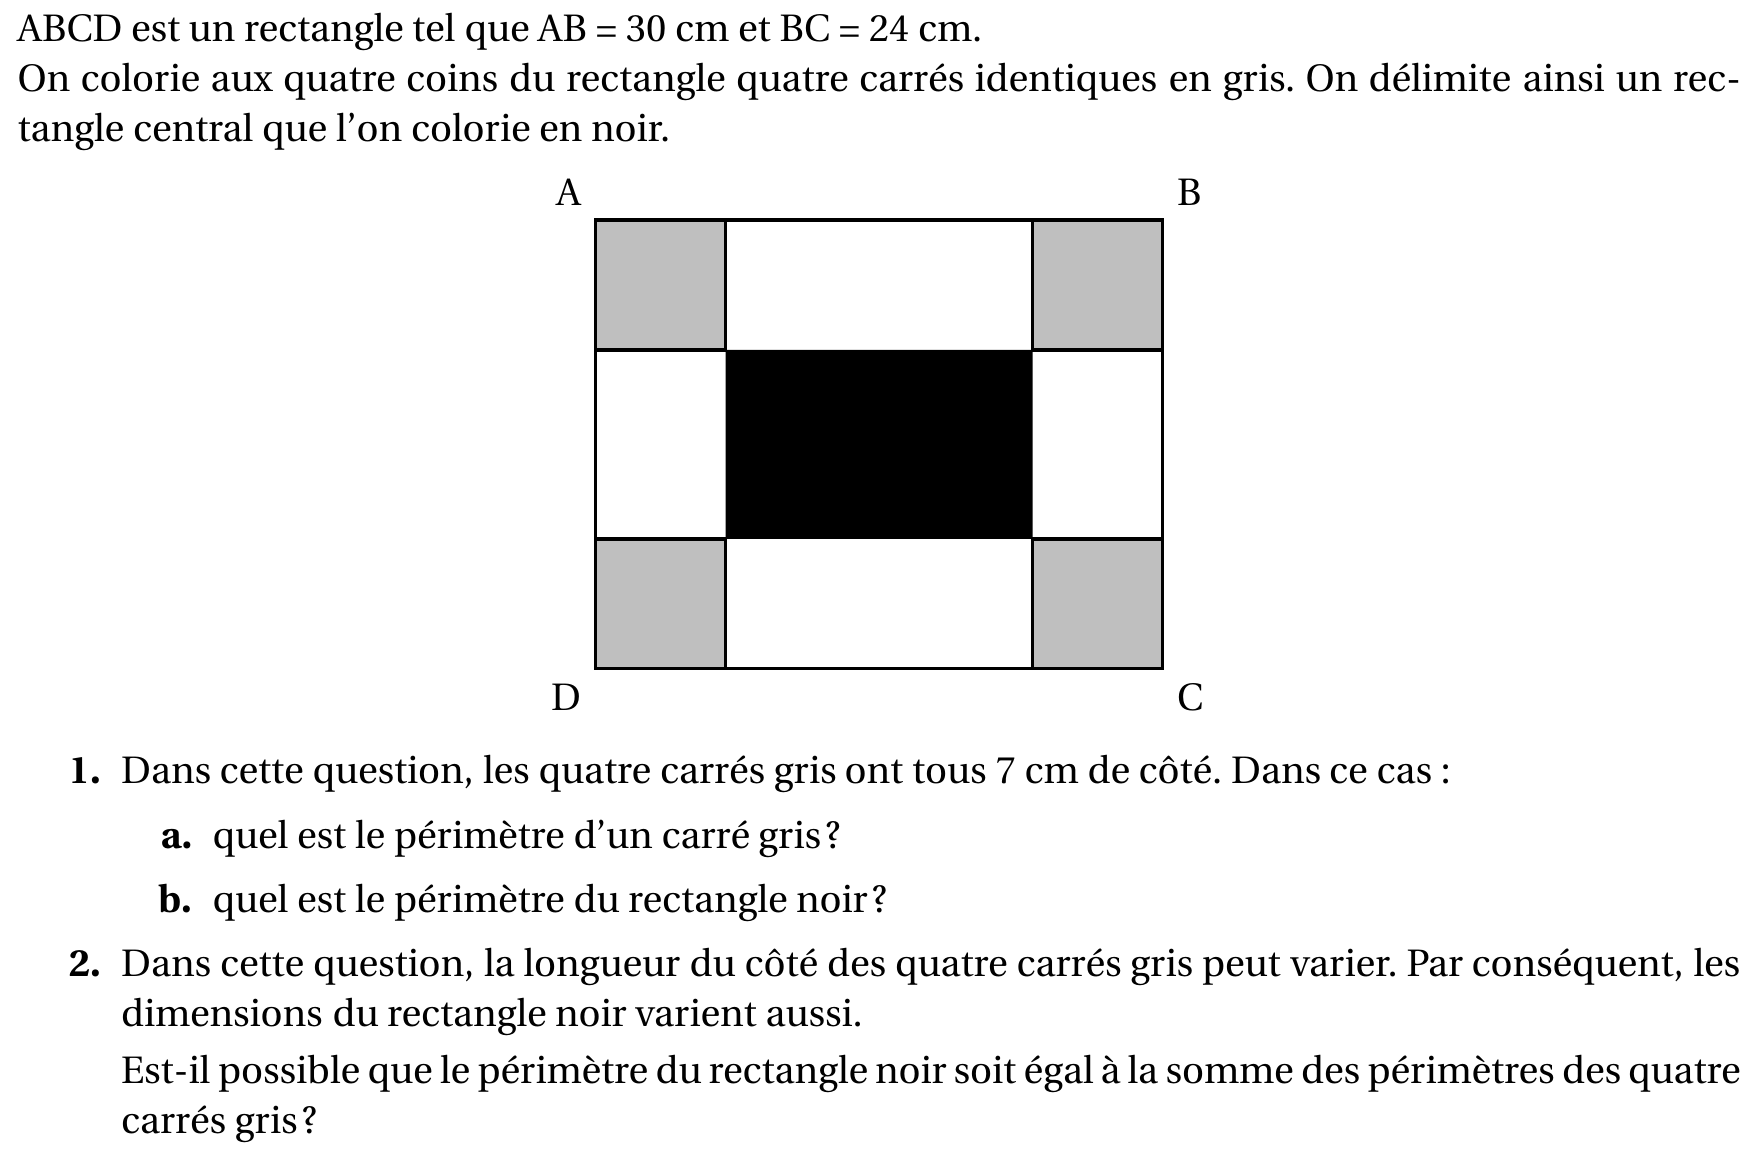 ABCD est un rectangle tel que AB = 30 cm et BC = 24 cm.
On colorie aux quatre coins du rectangle quatre carrés identiques en gris. On délimite ainsi un rec-
tangle central que l’on colorie en noir.
A B
D C
1. Dans cette question, les quatre carrés gris ont tous 7 cm de côté. Dans ce cas :
a. quel est le périmètre d’un carré gris ?
b. quel est le périmètre du rectangle noir ?
2. Dans cette question, la longueur du côté des quatre carrés gris peut varier. Par conséquent, les
dimensions du rectangle noir varient aussi.
Est-il possible que le périmètre du rectangle noir soit égal à la somme des périmètres des quatre
carrés gris ?